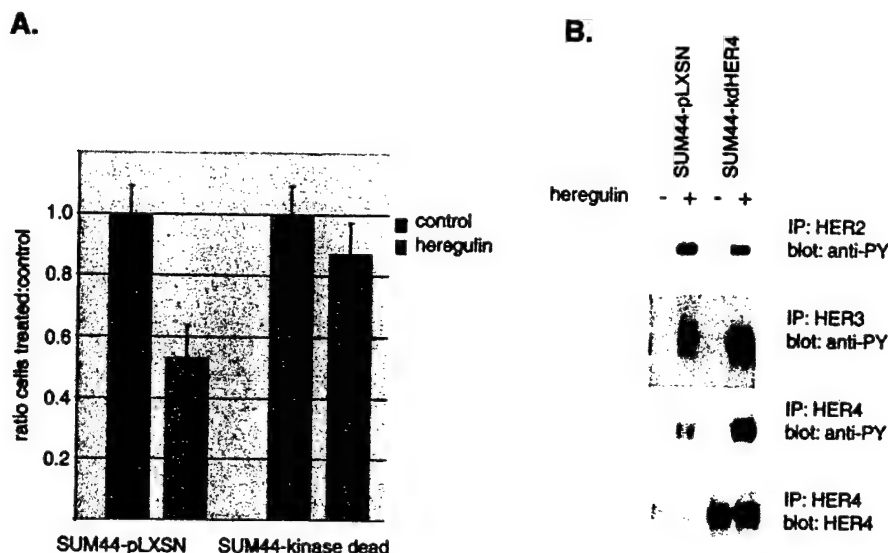 A.
ratio cells treated:control
1.0
0.8
0.6
0.4
0.2
control
heregulin
SUM44-pLXSN
SUM44-kinase dead
B.
SUM44-pLXSN
SUM44-kdHER4
heregulin - + - +
IP: HER2
blot: anti-PY
IP: HER3
blot: anti-PY
IP: HER4
blot: anti-PY
IP: HER4
blot: HER4